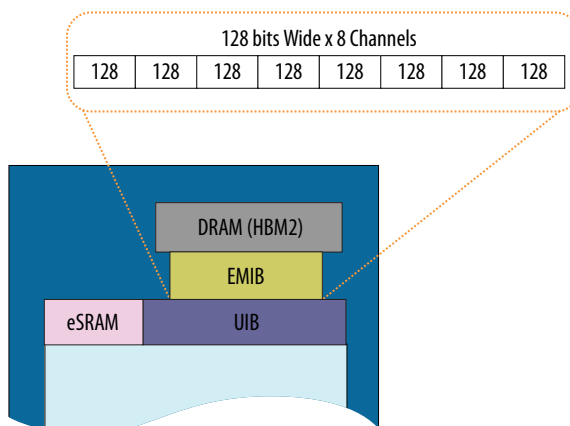 128 bits Wide x 8 Channels
128 128 128 128 128 128 128 128
DRAM (HBM2)
EMIB
eSRAM UIB